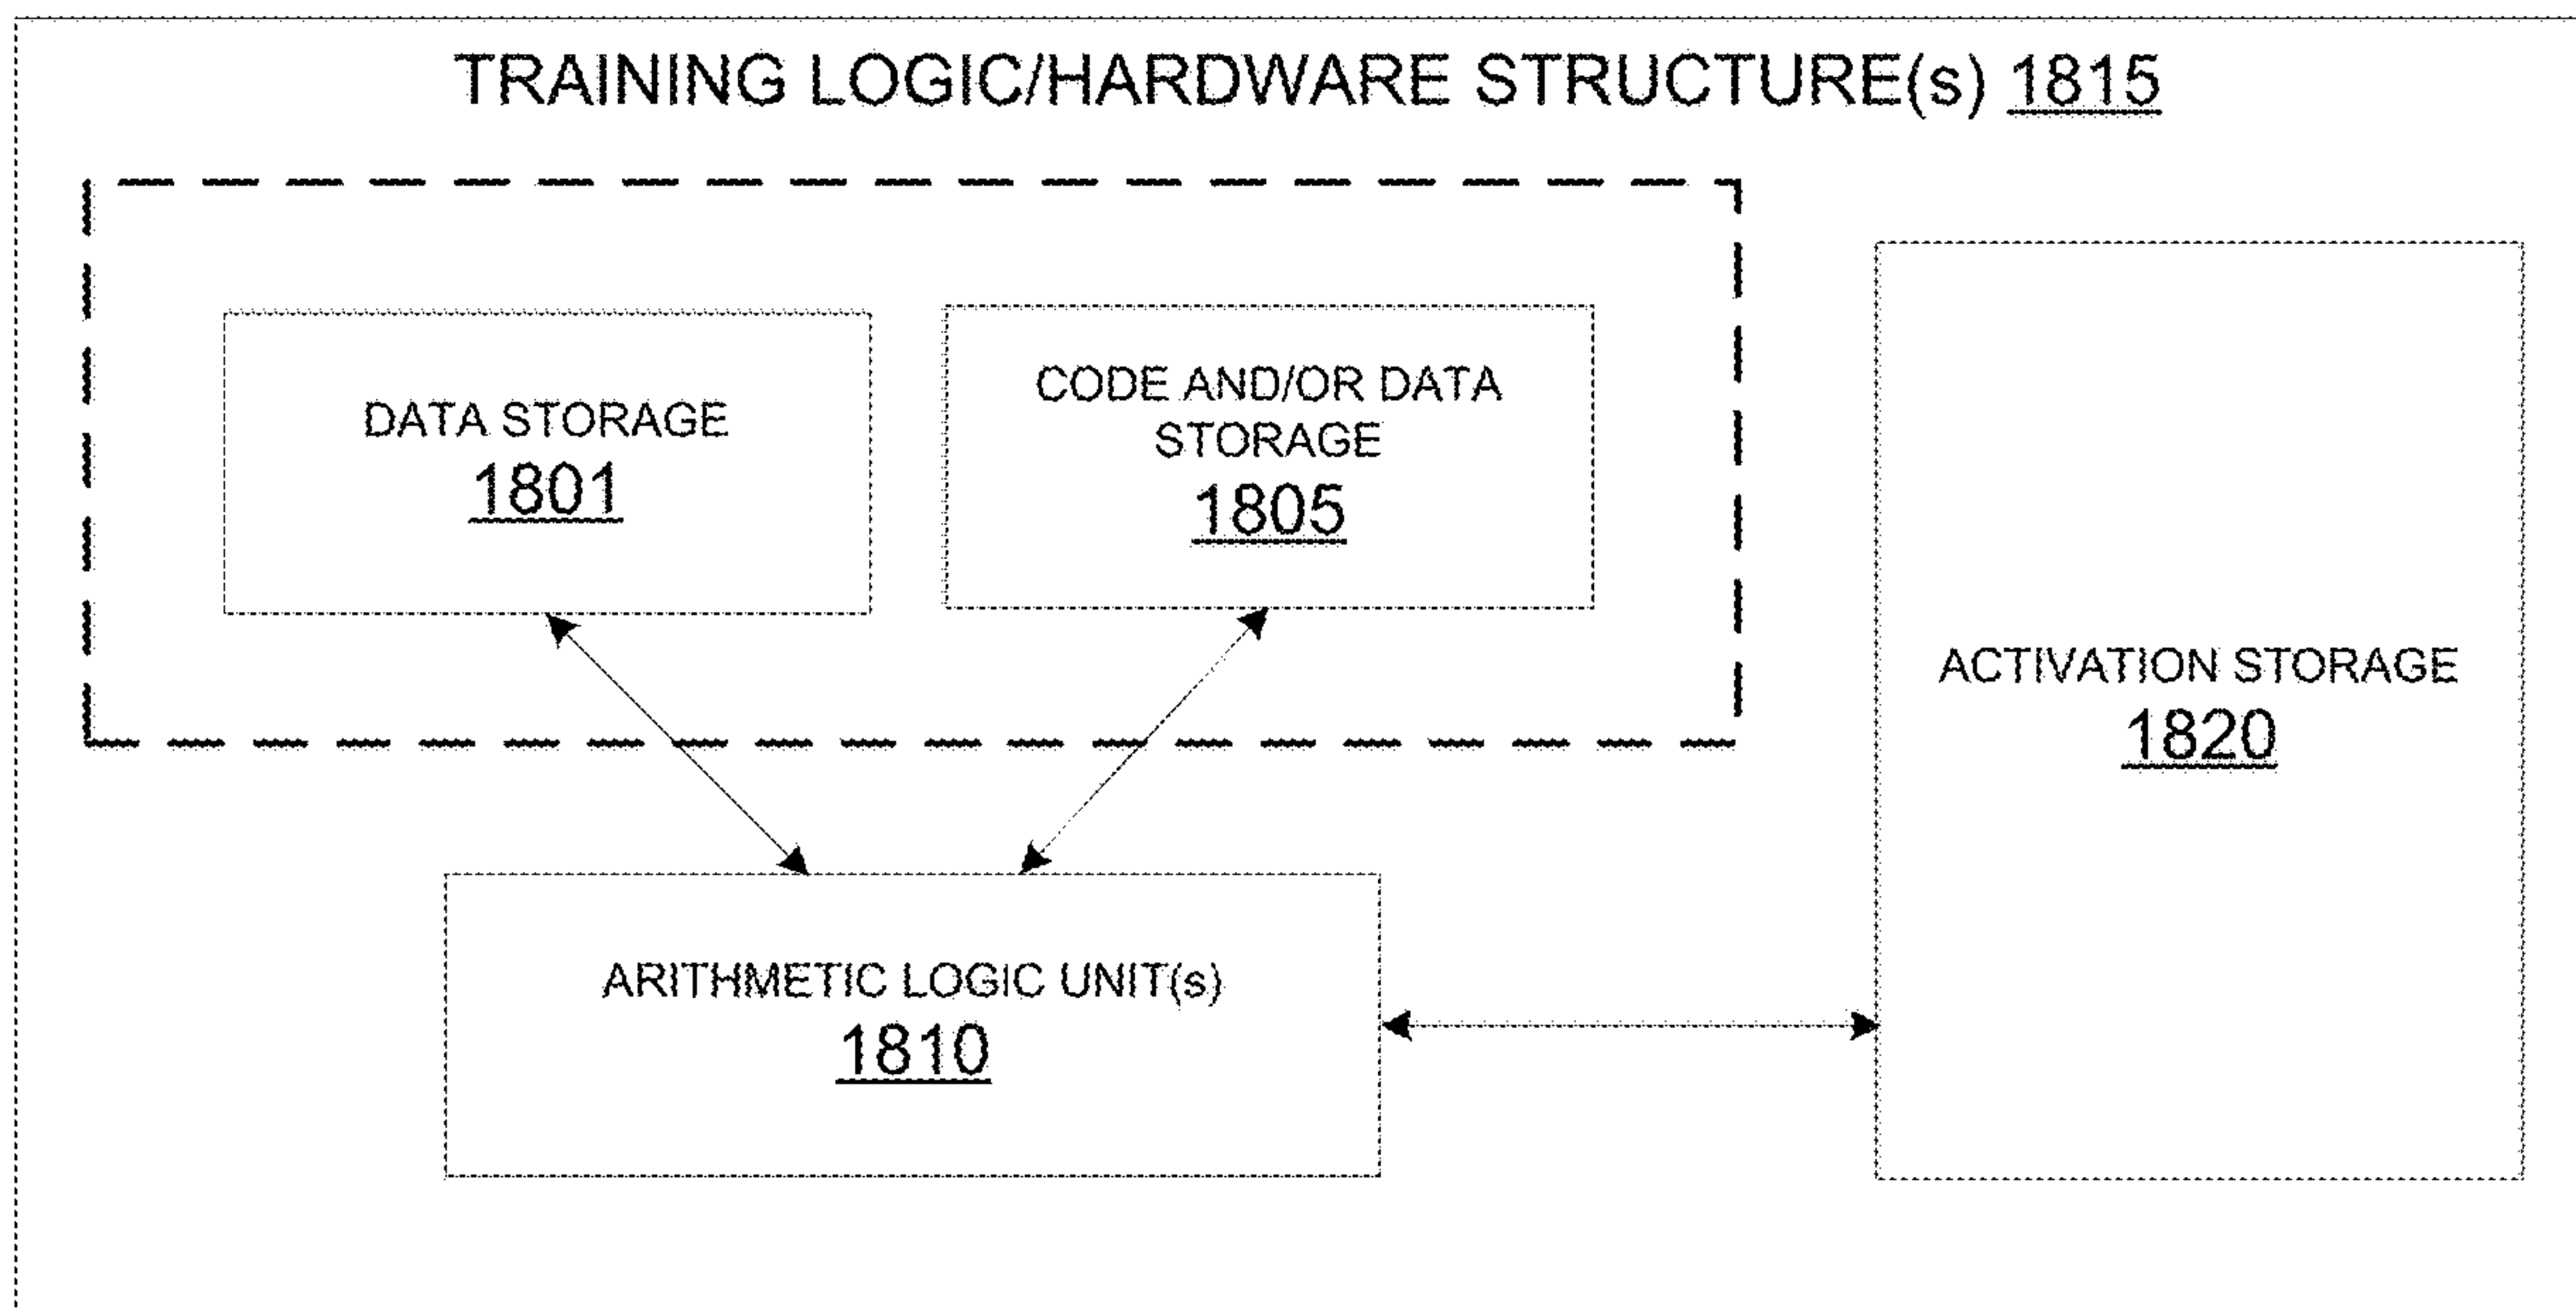 TRAINING LOGIC/HARDWARE STRUCTURE(s) 1815
DATA STORAGE
1801
CODE AND/OR DATA
STORAGE
1805
ACTIVATION STORAGE
1820
ARITHMETIC LOGIC UNIT(s)
1810